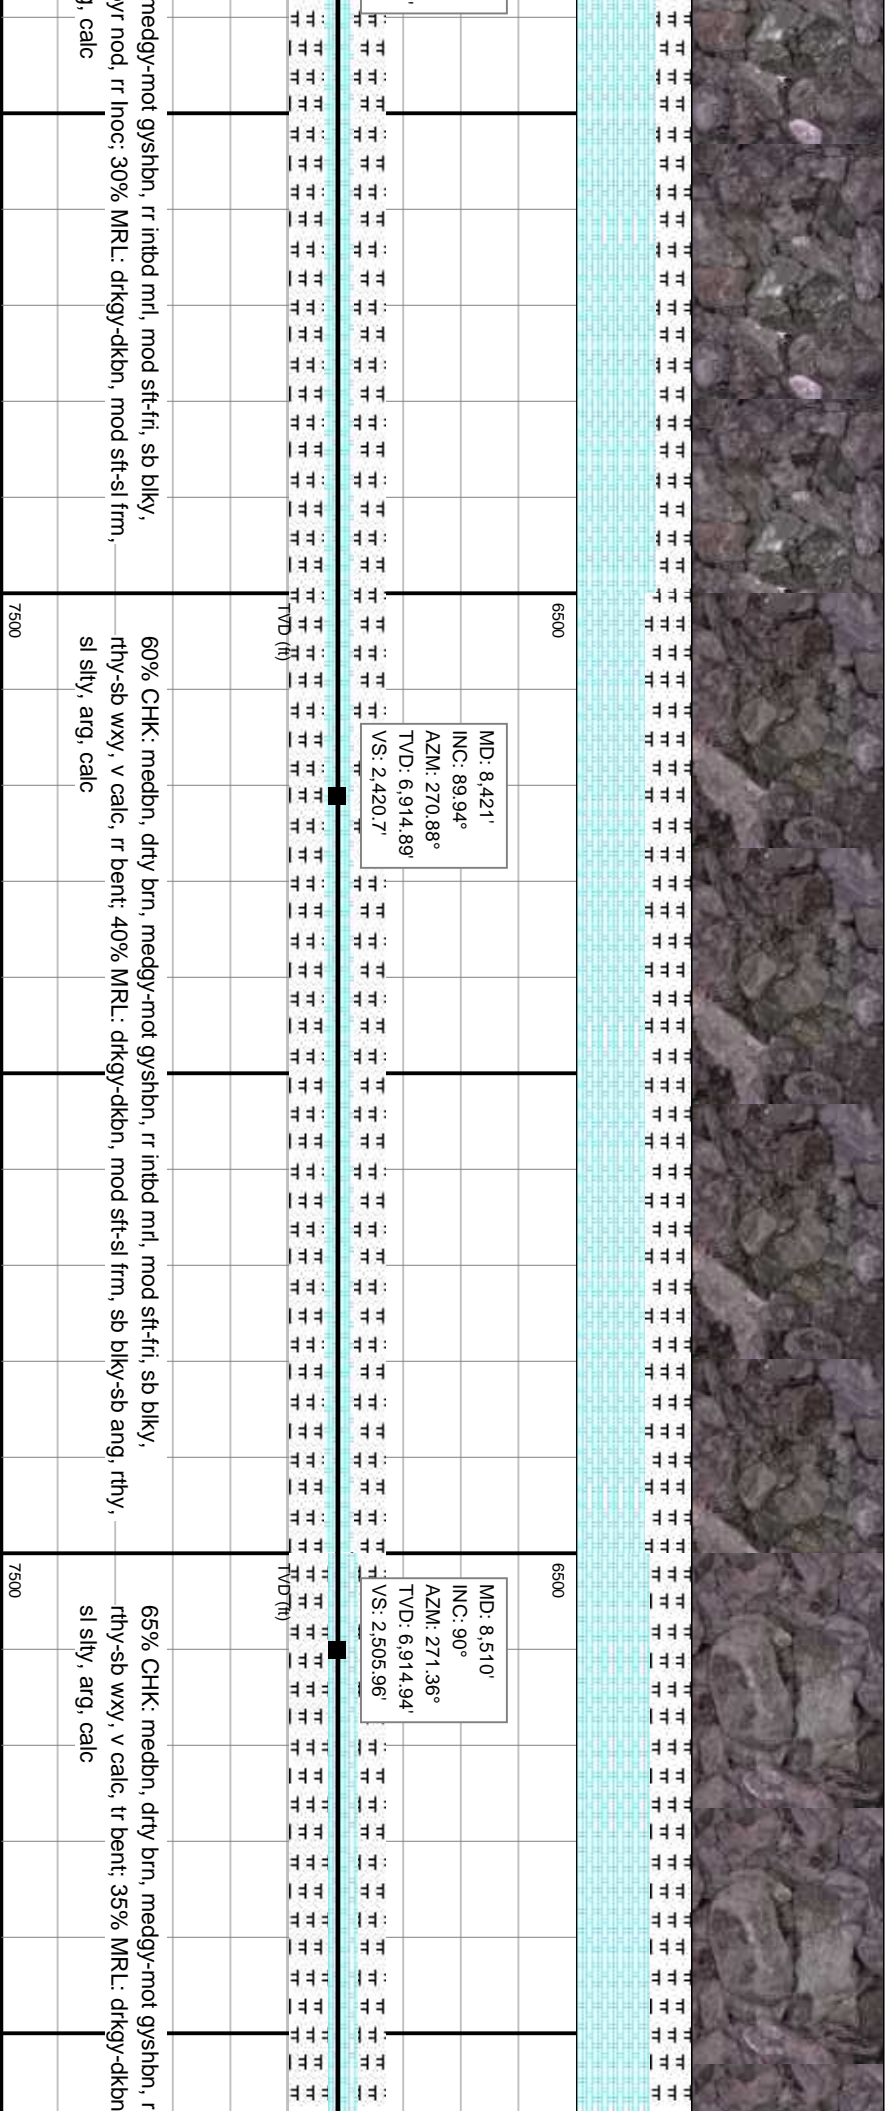 medgy-mot gyshbn, rr intbd mrl, mod sft-fri, sb blky,
yr nod, rr Inoc; 30% MRL: drkgy-dkbn, mod sft-sl frm,
, calc
6500
TVD (ft)
7500
MD: 8,421'
INC: 89.94°
AZM: 270.88°
TVD: 6,914.89'
VS: 2,420.7'
60% CHK: medbn, drty brn, medgy-mot gyshbn, rr intbd mrl, mod sft-fri, sb blky,
rthy-sb wxy, v calc, rr bent; 40% MRL: drkgy-dkbn, mod sft-sl frm, sb blky-sb ang, rthy,
sl slty, arg, calc
6500
TVD (ft)
7500
MD: 8,510'
INC: 90°
AZM: 271.36°
TVD: 6,914.94'
VS: 2,505.96'
65% CHK: medbn, drty brn, medgy-mot gyshbn, r
rthy-sb wxy, v calc, tr bent; 35% MRL: drkgy-dkbn
sl slty, arg, calc